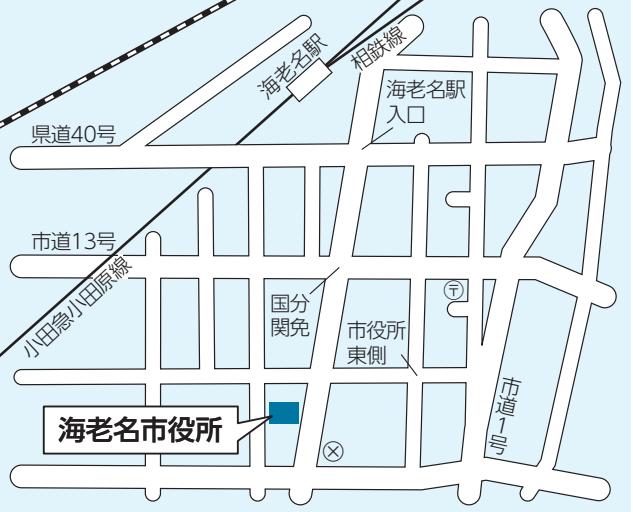 海老名駅
相鉄線
海老名駅
入口
県道40号
市道13号
小田急小田原線
〒
国分
関免
市役所
東側
市道1号
海老名市役所